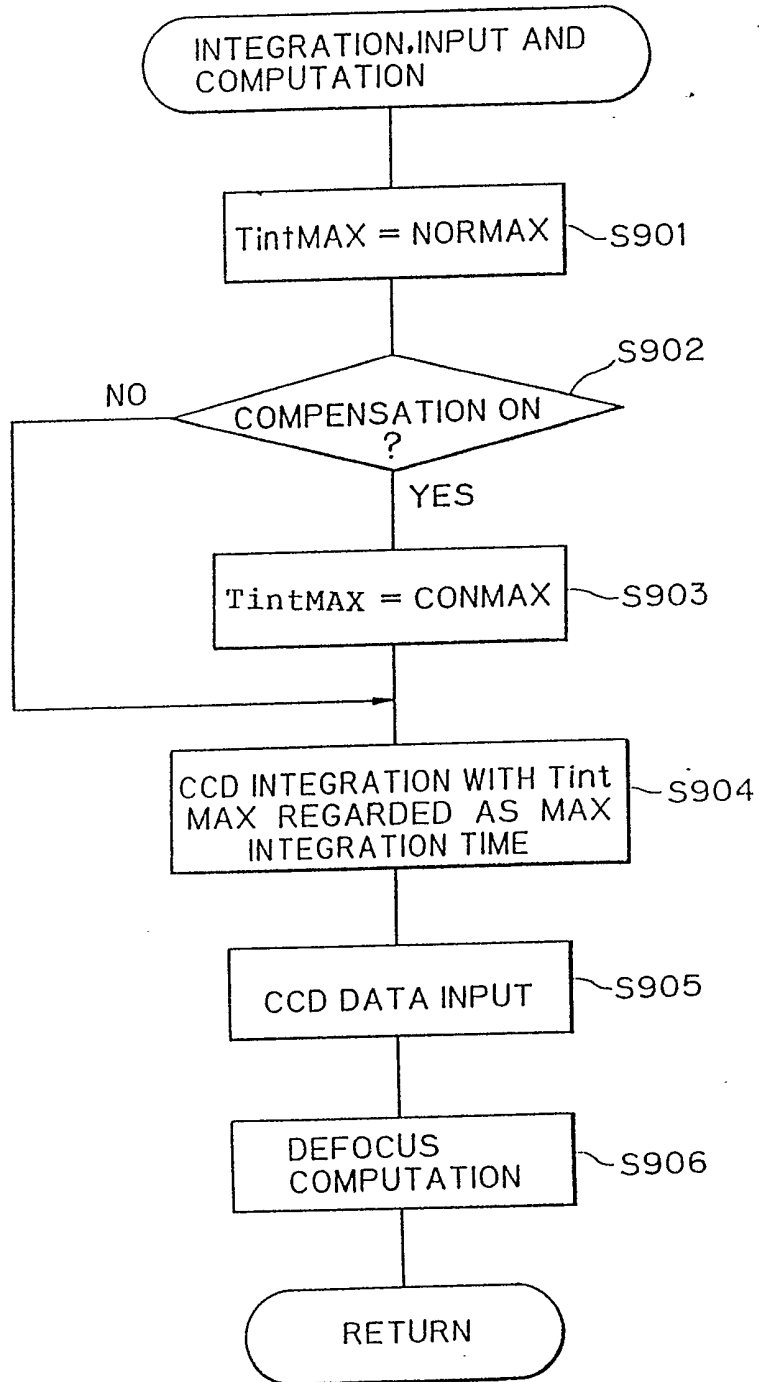 INTEGRATION.INPUT AND
COMPUTATION
TintMAX = NORMAX
S901
S902
NO
COMPENSATION ON
?
YES
TintMAX = CONMAX
S903
CCD INTEGRATION WITH Tint
MAX REGARDED AS MAX
INTEGRATION TIME
S904
CCD DATA INPUT
S905
DEFOCUS
COMPUTATION
S906
RETURN